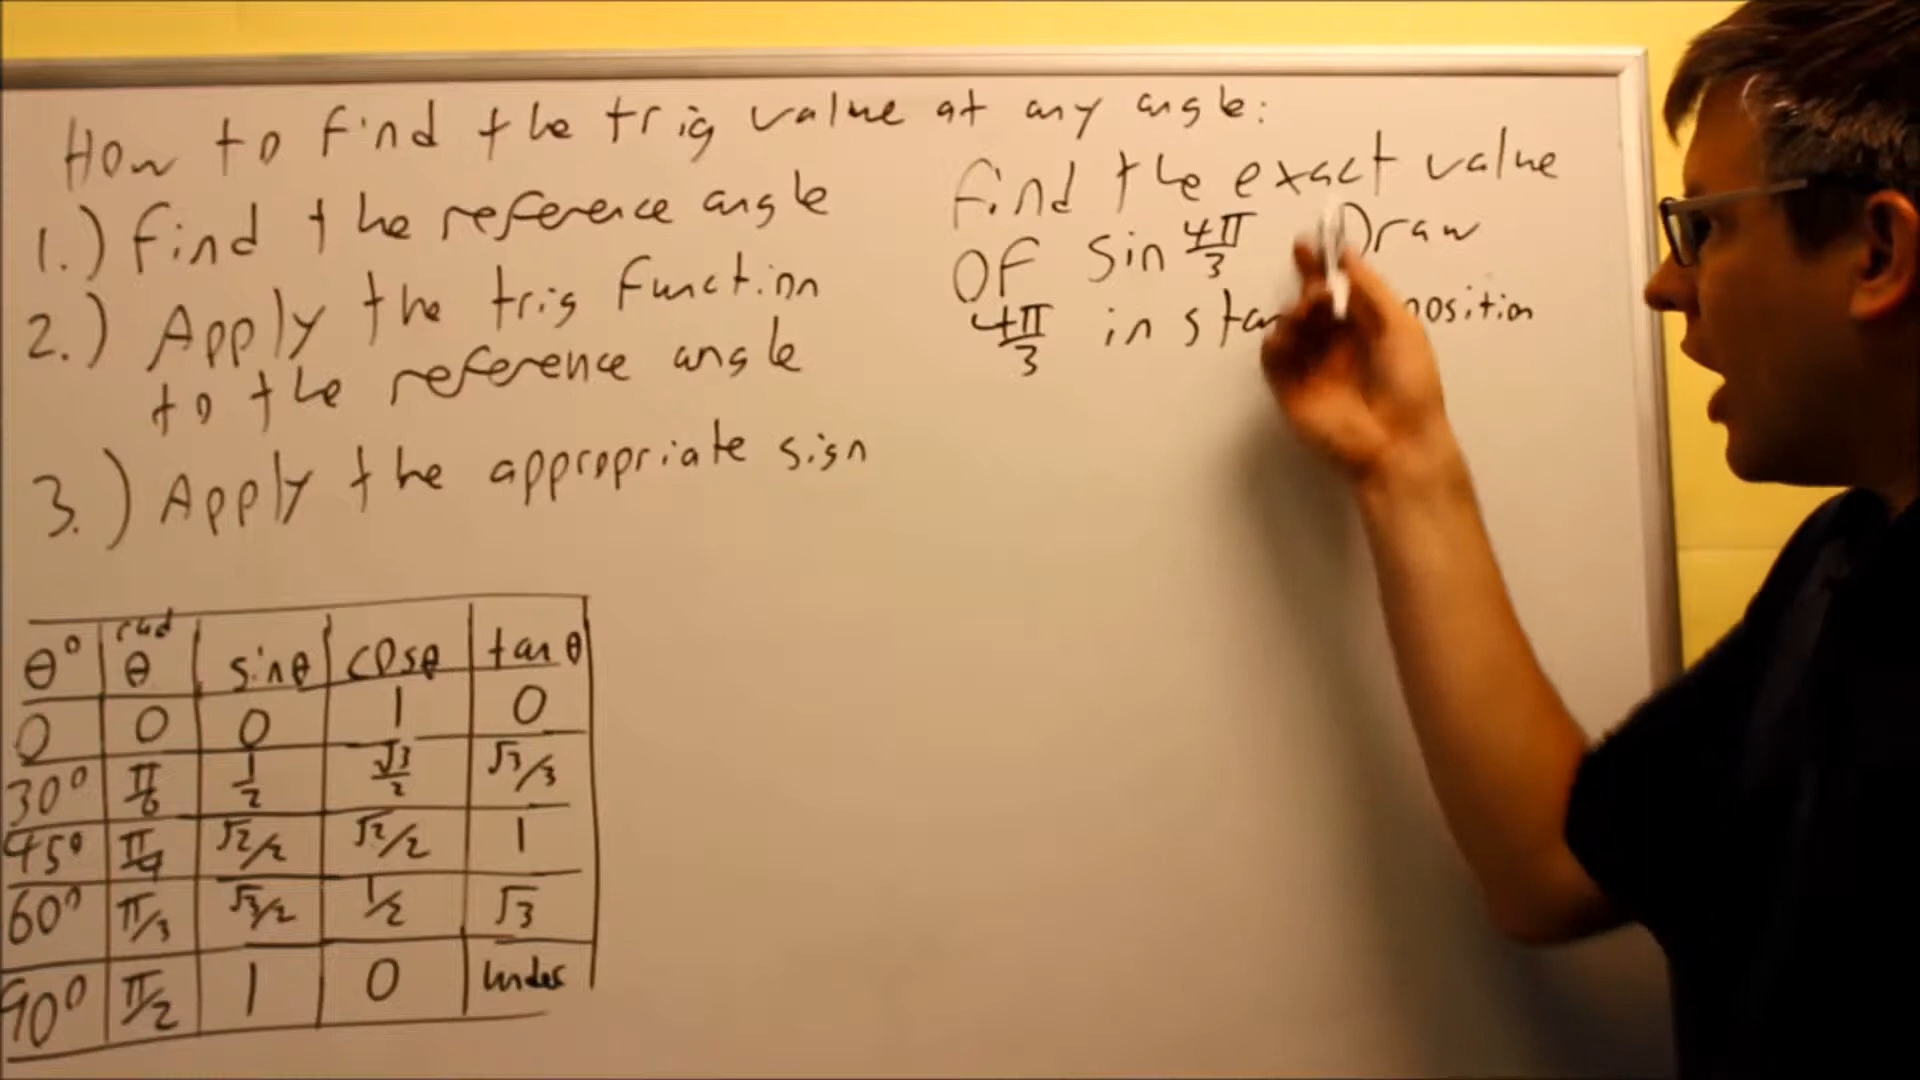 How to find the trig value at any angle:
1.) Find the reference angle
2.) Apply the trig function
to the reference angle
3.) Apply the appropriate sign
Find the exact value
OF sin 4π/3 Draw
4π/3 in position
θ° rad θ sinθ cosθ tanθ
0 0 0 1 0
30° π/6 1/2 √3/2 √3/3
45° π/4 √2/2 √2/2 1
60° π/3 √3/2 1/2 √3
90° π/2 1 0 undef